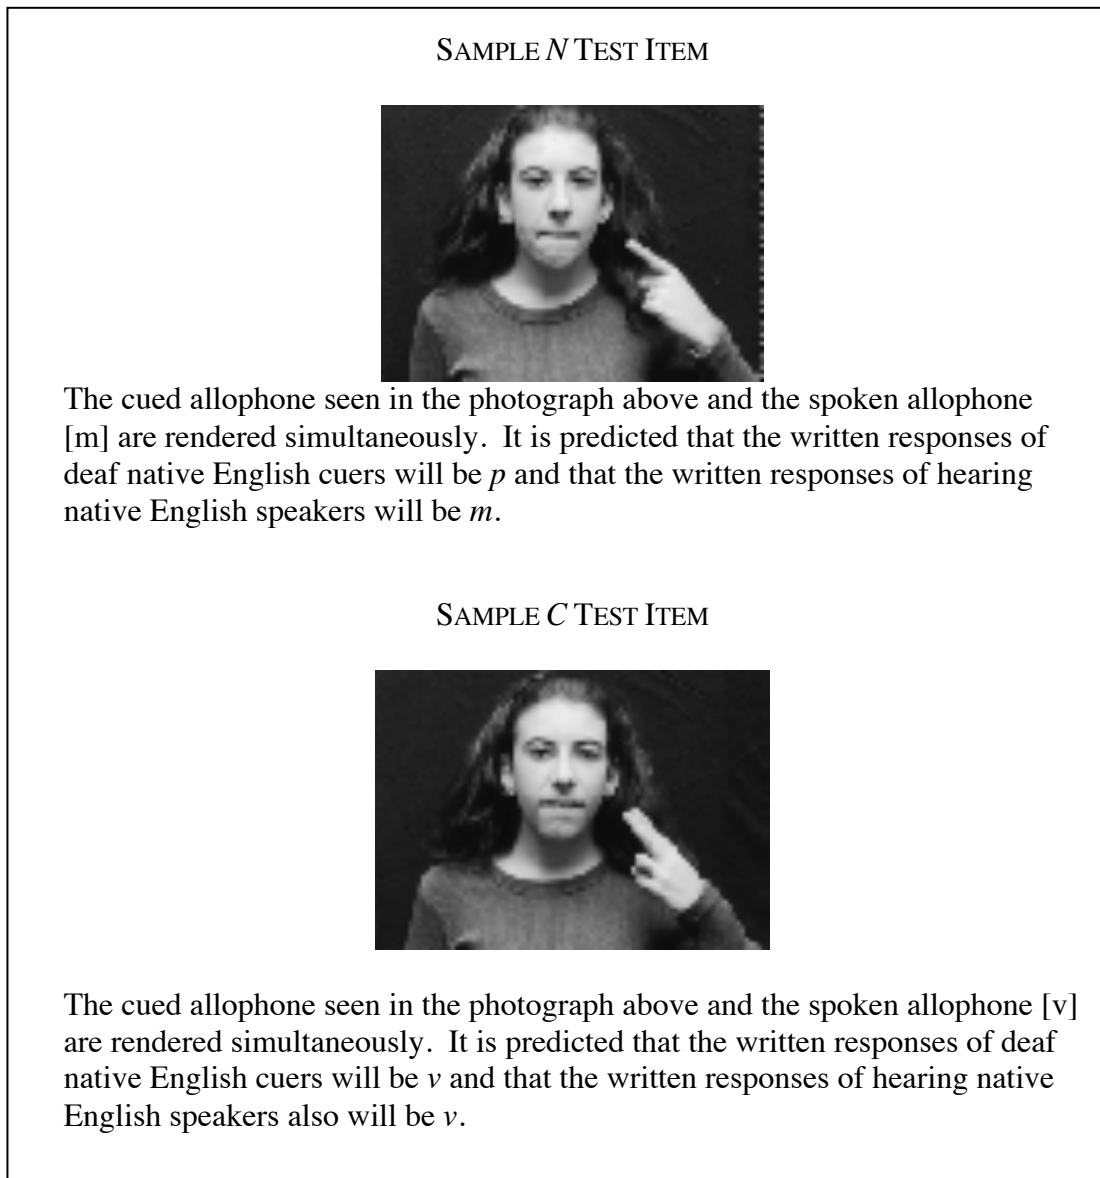 SAMPLE N TEST ITEM
The cued allophone seen in the photograph above and the spoken allophone
[m] are rendered simultaneously.  It is predicted that the written responses of
deaf native English cuers will be p and that the written responses of hearing
native English speakers will be m.
SAMPLE C TEST ITEM
The cued allophone seen in the photograph above and the spoken allophone [v]
are rendered simultaneously.  It is predicted that the written responses of deaf
native English cuers will be v and that the written responses of hearing native
English speakers also will be v.